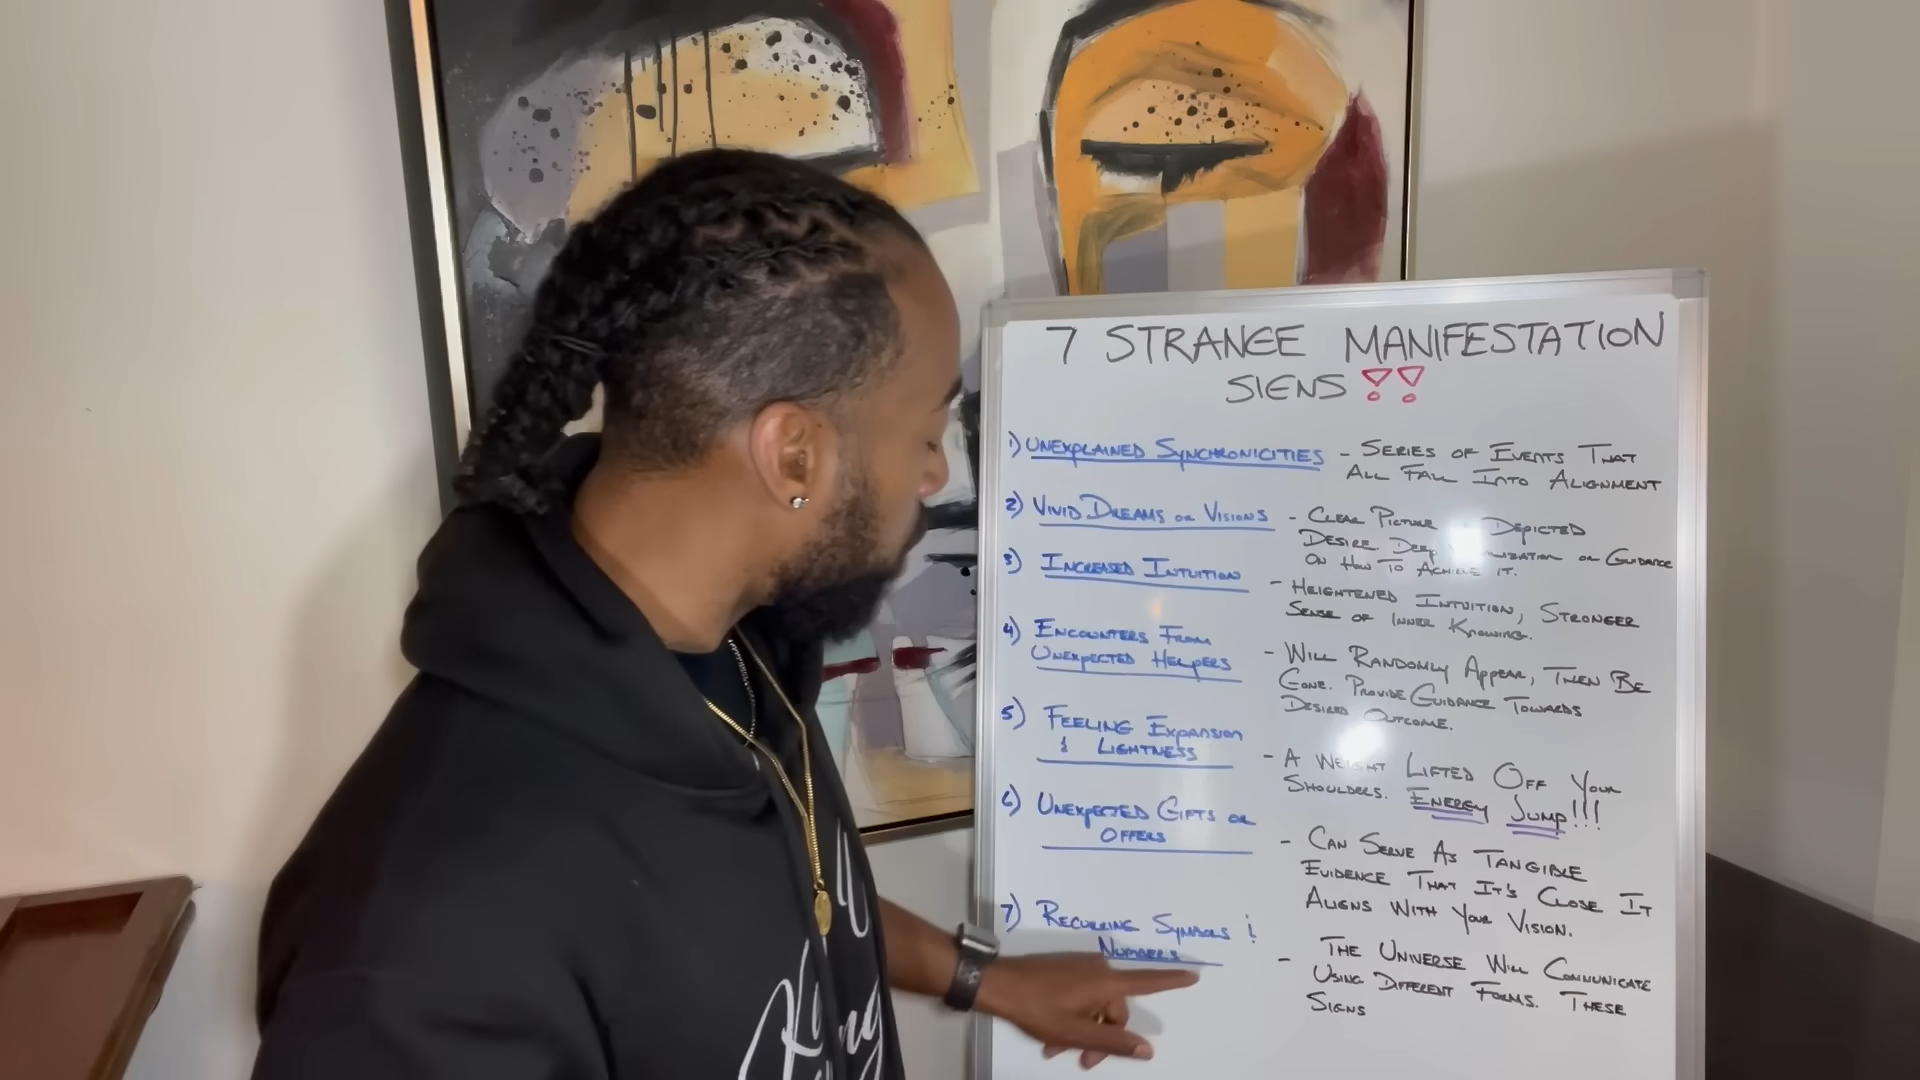 7 STRANGE MANIFESTATION
SIGNS !!
1) UNEXPLAINED SYNCHRONICITIES - SERIES OF EVENTS THAT
ALL FALL INTO ALIGNMENT
2) VIVID DREAMS OR VISIONS - CLEAR PICTURE DEPICTED
DESIRE. DEEP OR GUIDANCE
ON HOW TO ACHIEVE IT.
3) INCREASED INTUITION - HEIGHTENED INTUITION, STRONGER
SENSE OF INNER KNOWING.
4) ENCOUNTERS FROM
UNEXPECTED HELPERS - WILL RANDOMLY APPEAR, THEN BE
GONE. PROVIDE GUIDANCE TOWARDS
DESIRED OUTCOME.
5) FEELING EXPANSION
& LIGHTNESS - A WEIGHT LIFTED OFF YOUR
SHOULDERS. ENERGY JUMP!!!
6) UNEXPECTED GIFTS OR
OFFERS - CAN SERVE AS TANGIBLE
EVIDENCE THAT IT'S CLOSE IT
ALIGNS WITH YOUR VISION.
7) RECURRING SYMBOLS &
NUMBERS - THE UNIVERSE WILL COMMUNICATE
USING DIFFERENT FORMS. THESE
SIGNS